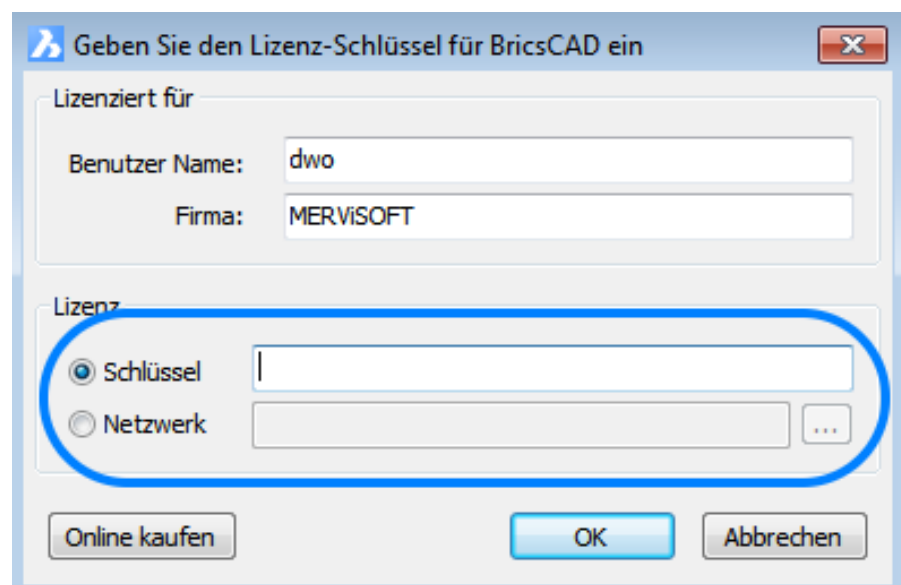 Geben Sie den Lizenz-Schlüssel für BricsCAD ein
Lizenziert für
Benutzer Name: dwo
Firma: MERViSOFT
Lizenz
Schlüssel
Netzwerk ...
Online kaufen OK Abbrechen